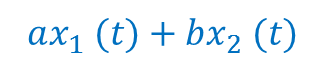 ax₁ (t) + bx₂ (t)